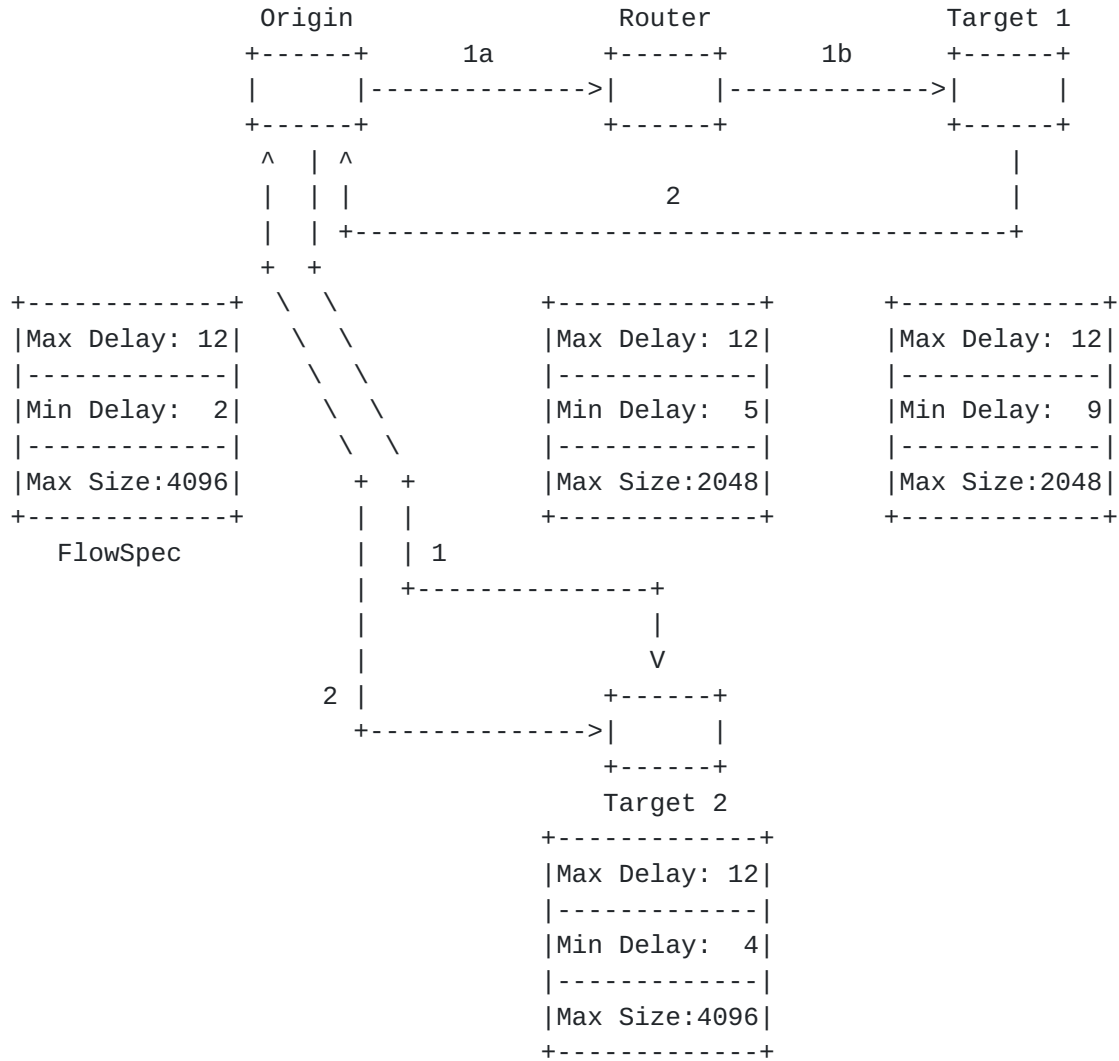 Origin Router Target 1
1a 1b
2
Max Delay: 12 Max Delay: 12 Max Delay: 12
Min Delay:  2 Min Delay:  5 Min Delay:  9
Max Size:4096 Max Size:2048 Max Size:2048
FlowSpec 1
2
Target 2
Max Delay: 12
Min Delay:  4
Max Size:4096